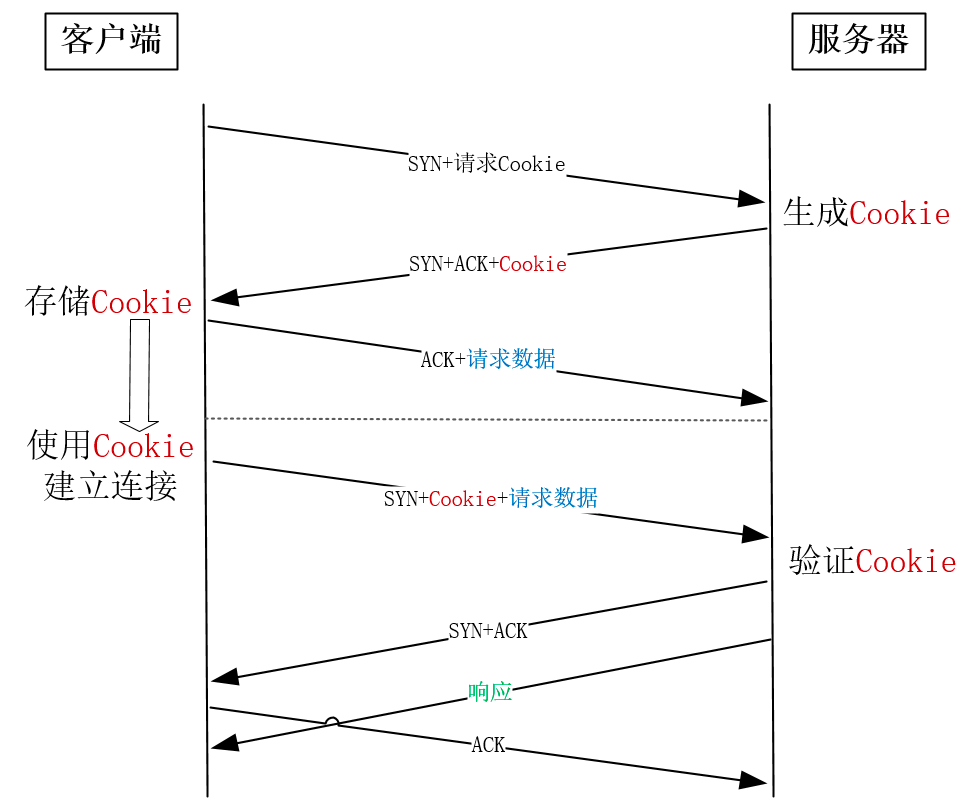 客户端
服务器
SYN+请求Cookie
生成Cookie
SYN+ACK+Cookie
存储Cookie
ACK+请求数据
使用Cookie
建立连接
SYN+Cookie+请求数据
验证Cookie
SYN+ACK
响应
ACK